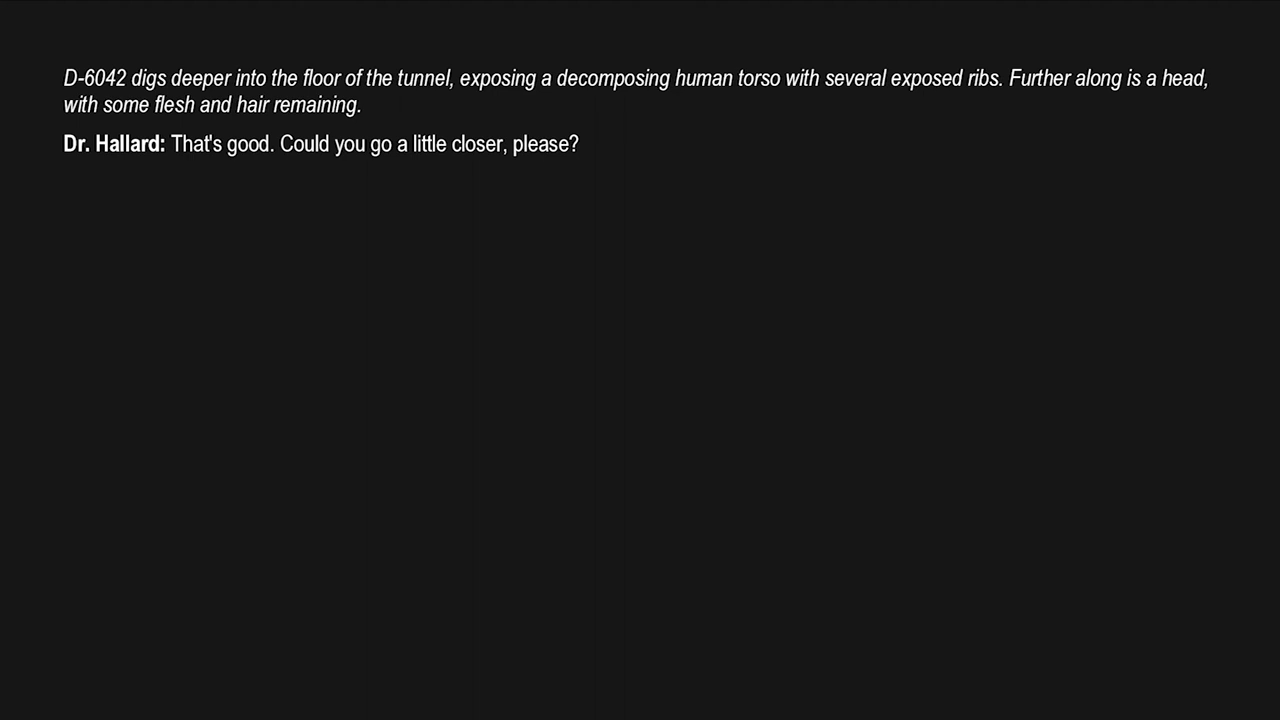 D-6042 digs deeper into the floor of the tunnel, exposing a decomposing human torso with several exposed ribs. Further along is a head,
with some flesh and hair remaining.
Dr. Hallard: That's good. Could you go a little closer, please?